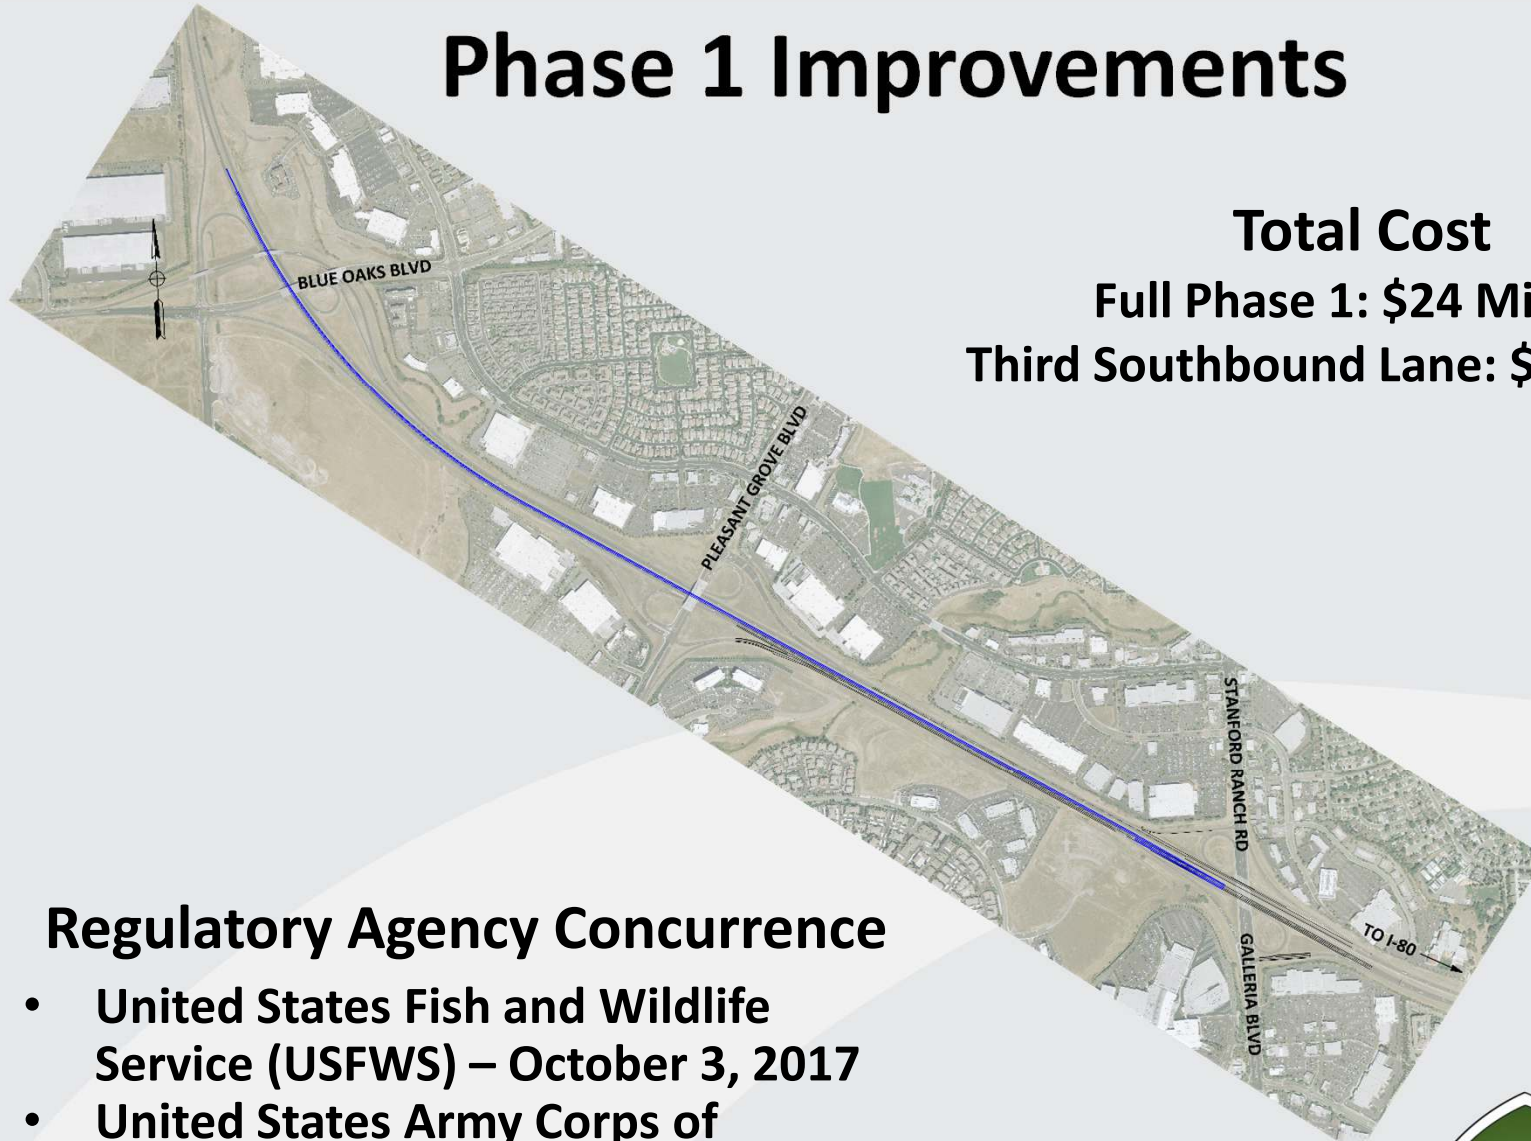 Phase 1 Improvements
Total Cost
Full Phase 1: $24 Mi
Third Southbound Lane: $
BLUE OAKS BLVD
PLEASANT GROVE BLVD
STANFORD RANCH RD
GALLERIA BLVD
TO I-80
Regulatory Agency Concurrence
• United States Fish and Wildlife
Service (USFWS) – October 3, 2017
• United States Army Corps of